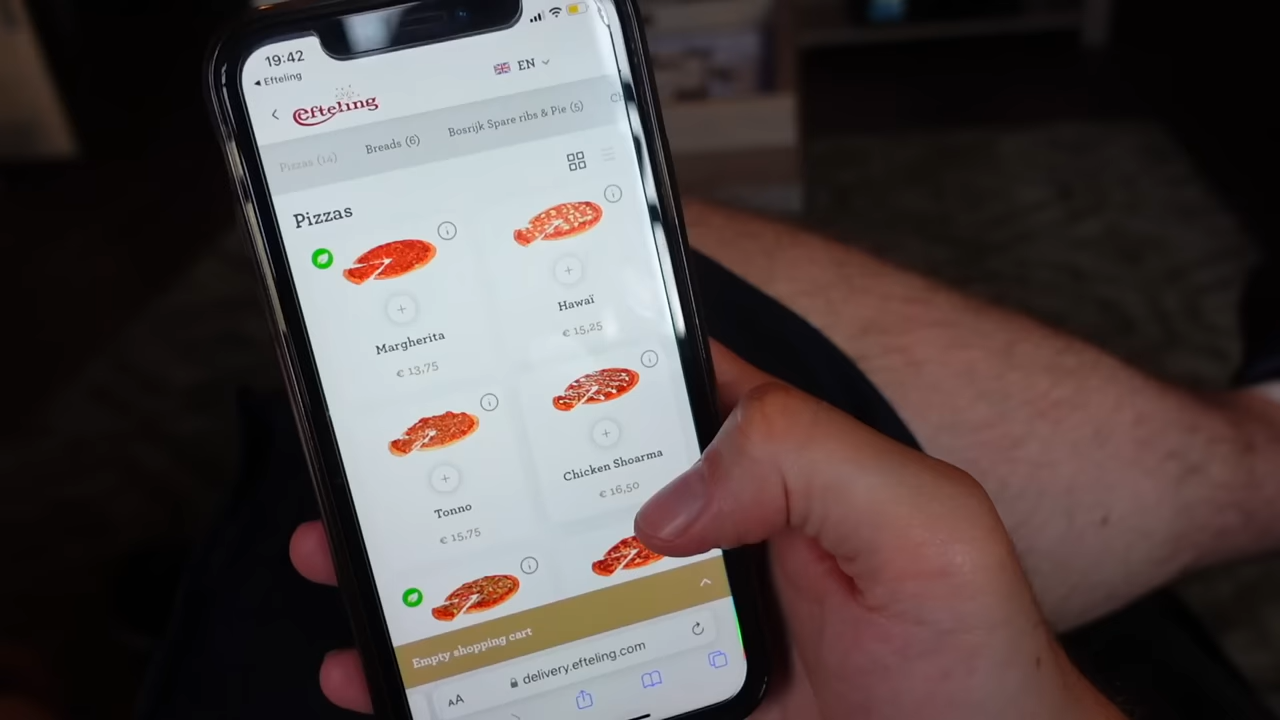 19:42
◀ Efteling
efteling
EN
Pizzas (14)
Breads (6)
Bosrijk Spare ribs & Pie (5)
Pizzas
Margherita
€ 13,75
Hawaï
€ 15,25
Tonno
€ 15,75
Chicken Shoarma
€ 16,50
Empty shopping cart
AA
delivery.efteling.com